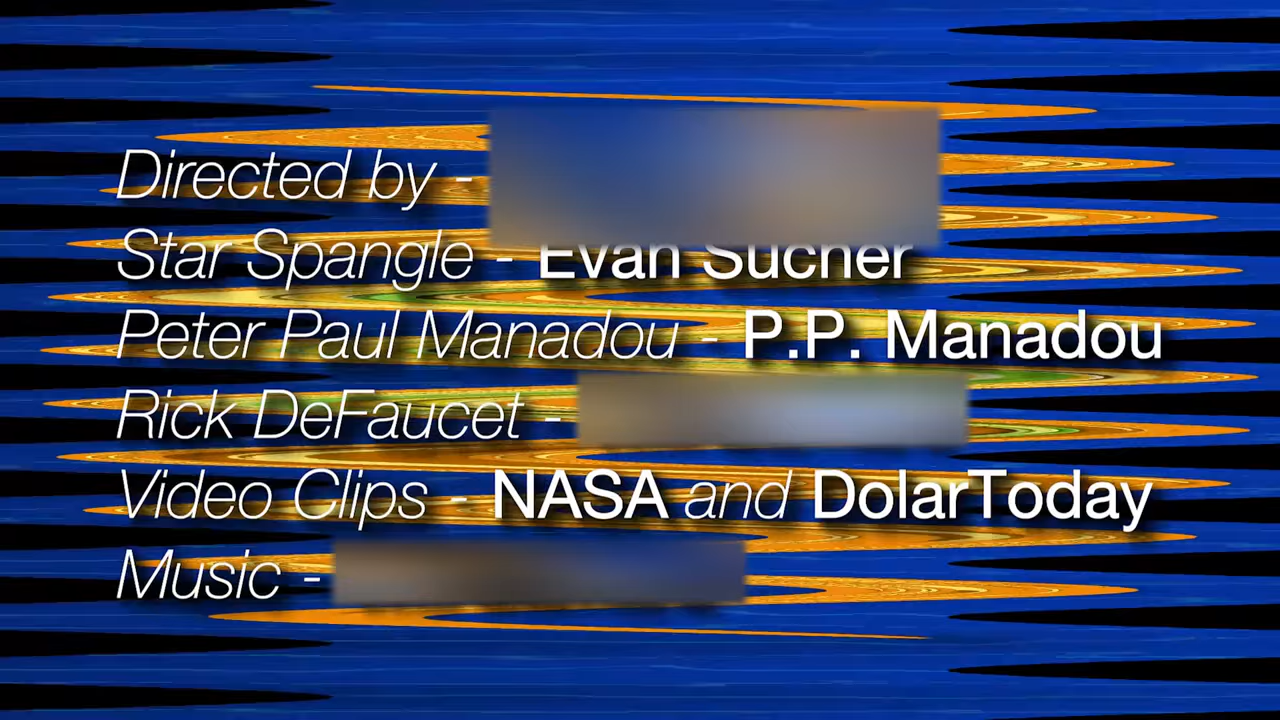 Directed by -
Star Spangle - Evan Sucher
Peter Paul Manadou - P.P. Manadou
Rick DeFaucet -
Video Clips - NASA and DolarToday
Music -